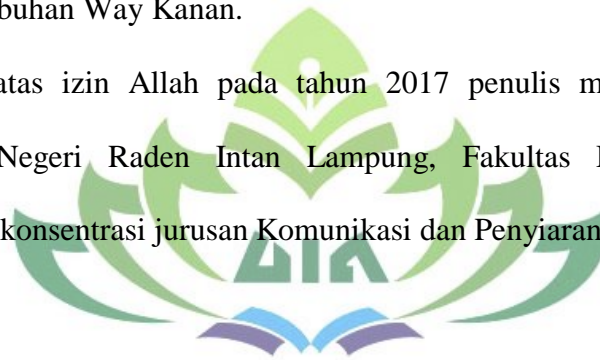 buhan Way Kanan.
atas izin Allah pada tahun 2017 penulis m
Negeri Raden Intan Lampung, Fakultas
konsentrasi jurusan Komunikasi dan Penyiaran
UIN